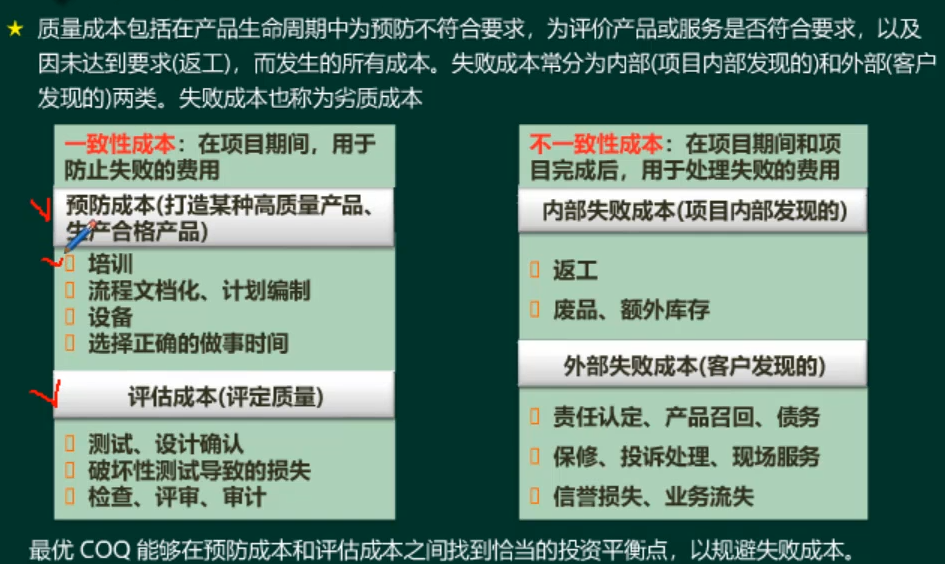 ★ 质量成本包括在产品生命周期中为预防不符合要求，为评价产品或服务是否符合要求，以及
因未达到要求(返工)，而发生的所有成本。失败成本常分为内部(项目内部发现的)和外部(客户
发现的)两类。失败成本也称为劣质成本
一致性成本：在项目期间，用于
防止失败的费用
预防成本(打造某种高质量产品、
生产合格产品)
培训
流程文档化、计划编制
设备
选择正确的做事时间
评估成本(评定质量)
测试、设计确认
破坏性测试导致的损失
检查、评审、审计
不一致性成本：在项目期间和项
目完成后，用于处理失败的费用
内部失败成本(项目内部发现的)
返工
废品、额外库存
外部失败成本(客户发现的)
责任认定、产品召回、债务
保修、投诉处理、现场服务
信誉损失、业务流失
最优 COQ 能够在预防成本和评估成本之间找到恰当的投资平衡点，以规避失败成本。